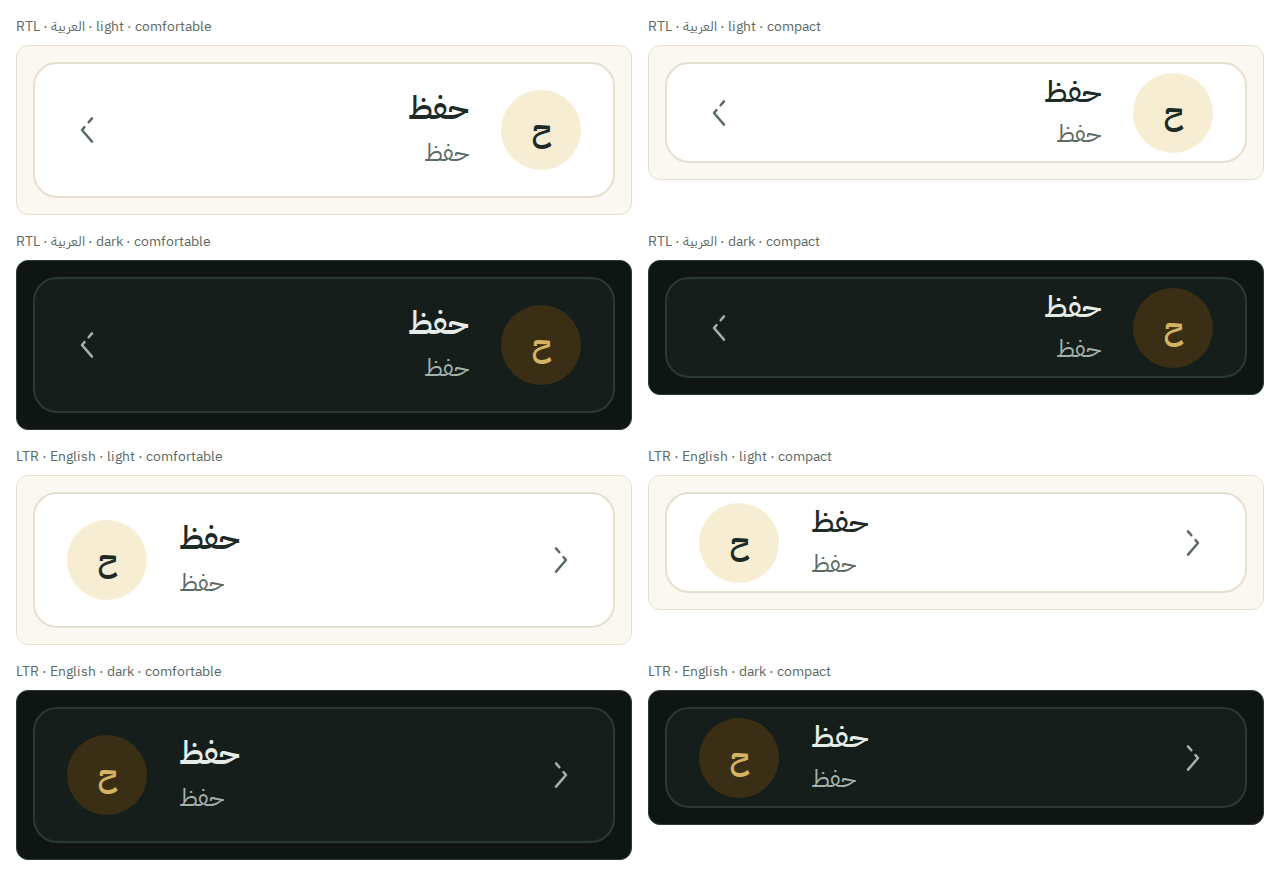 RTL · العربية · light · comfortable
ح
حفظ
حفظ
RTL · العربية · light · compact
ح
حفظ
حفظ
RTL · العربية · dark · comfortable
ح
حفظ
حفظ
RTL · العربية · dark · compact
ح
حفظ
حفظ
LTR · English · light · comfortable
ح
حفظ
حفظ
LTR · English · light · compact
ح
حفظ
حفظ
LTR · English · dark · comfortable
ح
حفظ
حفظ
LTR · English · dark · compact
ح
حفظ
حفظ